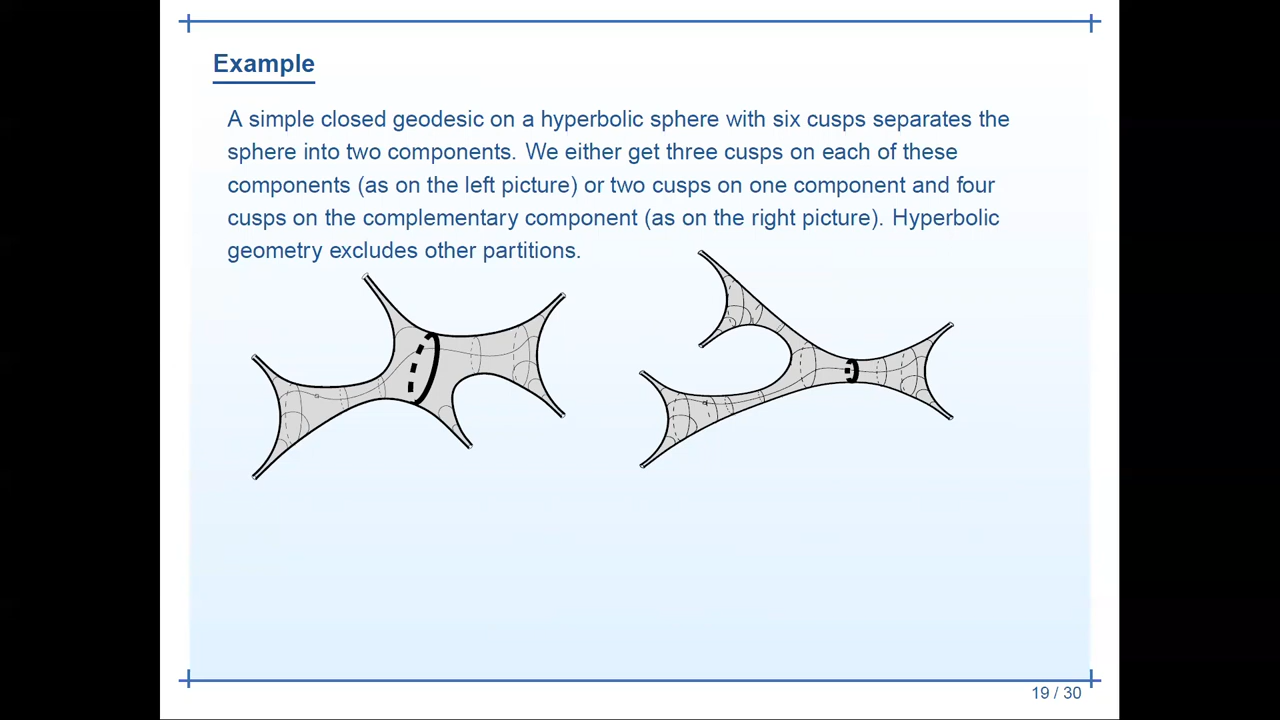 Example
A simple closed geodesic on a hyperbolic sphere with six cusps separates the
sphere into two components. We either get three cusps on each of these
components (as on the left picture) or two cusps on one component and four
cusps on the complementary component (as on the right picture). Hyperbolic
geometry excludes other partitions.
19 / 30